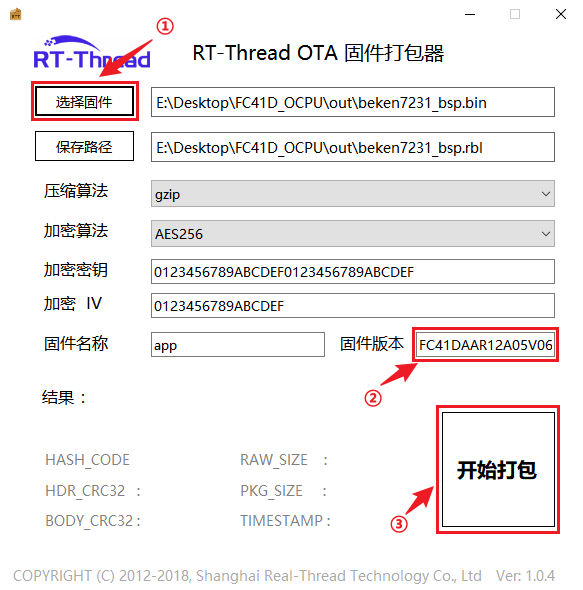 ①
RT-Thread
RT-Thread OTA 固件打包器
选择固件 E:\Desktop\FC41D_OCPU\out\beken7231_bsp.bin
保存路径 E:\Desktop\FC41D_OCPU\out\beken7231_bsp.rbl
压缩算法 gzip
加密算法 AES256
加密密钥 0123456789ABCDEF0123456789ABCDEF
加密 IV 0123456789ABCDEF
固件名称 app 固件版本 FC41DAAR12A05V06
②
结果：
开始打包
③
HASH_CODE RAW_SIZE :
HDR_CRC32 : PKG_SIZE :
BODY_CRC32 : TIMESTAMP :
COPYRIGHT (C) 2012-2018, Shanghai Real-Thread Technology Co., Ltd Ver: 1.0.4